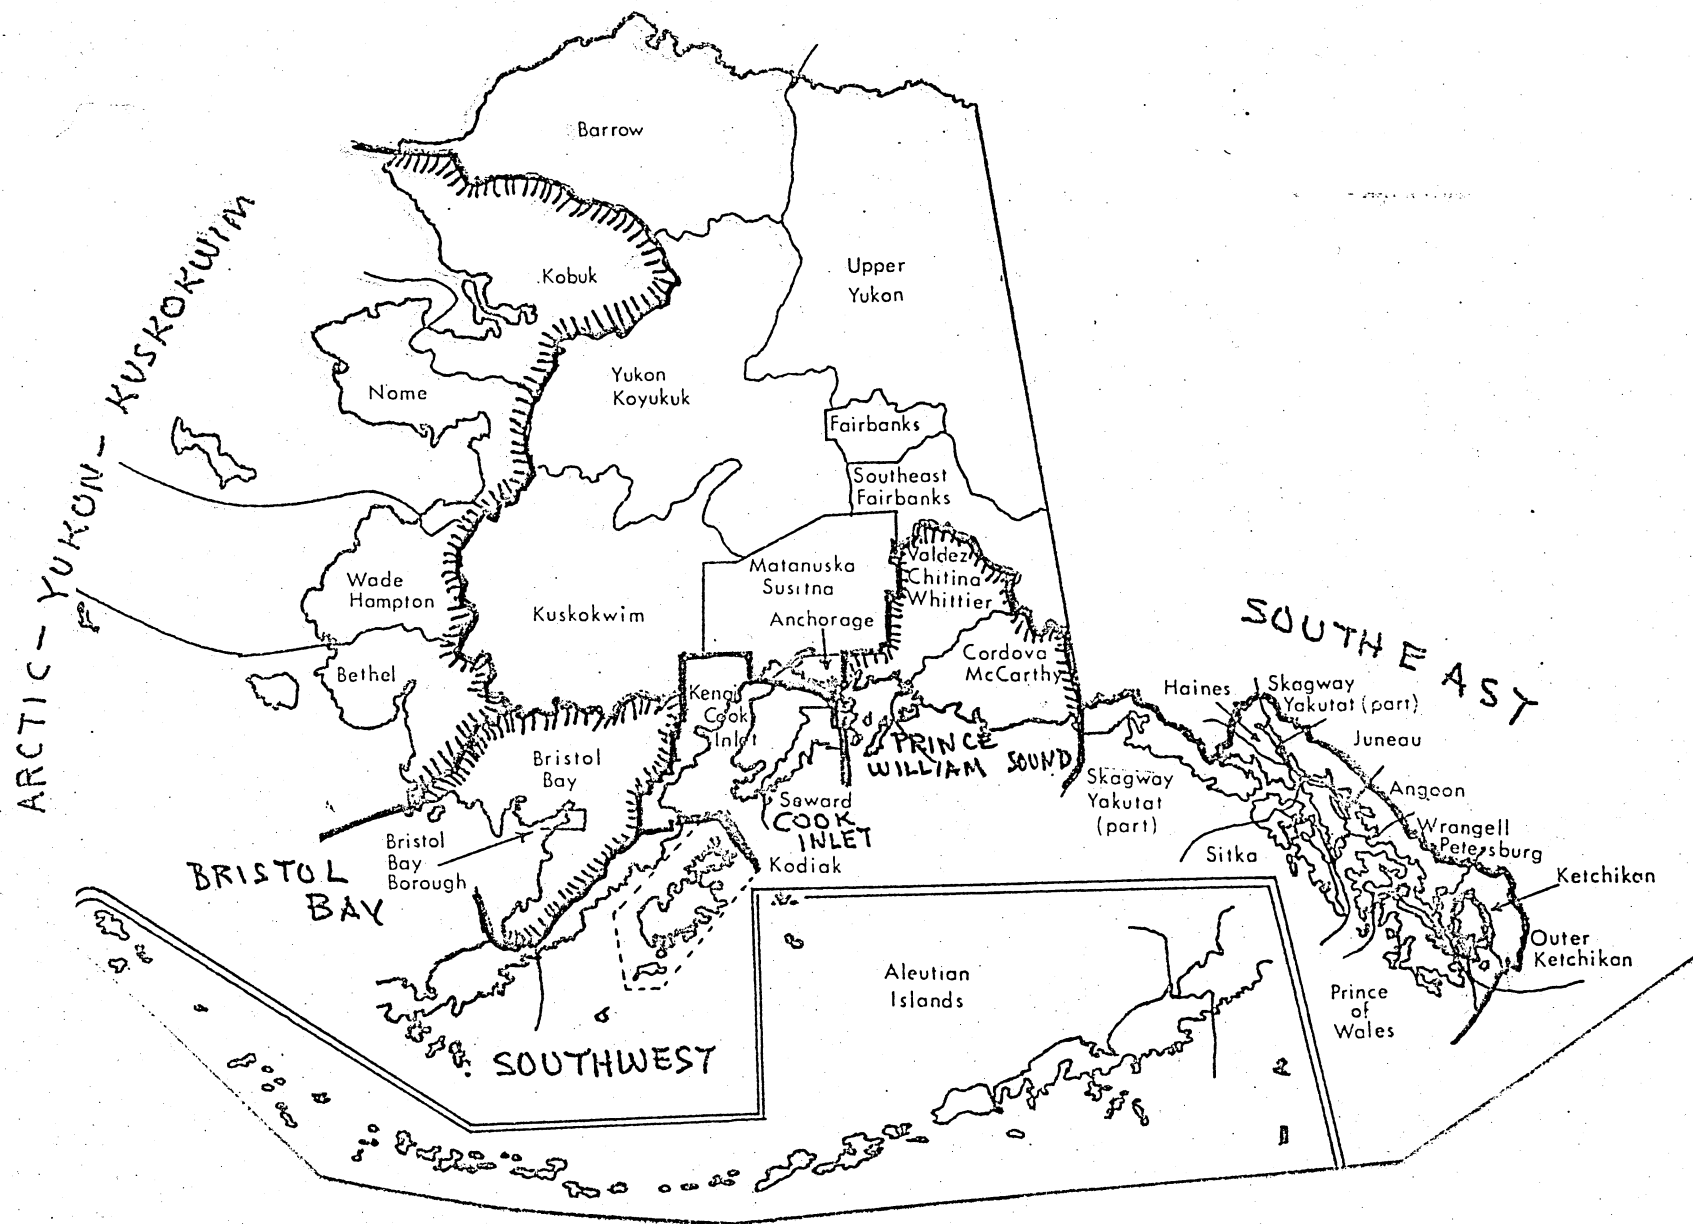 Barrow
ARCTIC-YUKON-KUSKOKWIM
Kobuk
Upper
Yukon
Nome
Yukon
Koyukuk
Fairbanks
Southeast
Fairbanks
Wade
Hampton
Kuskokwim
Matanuska
Susitna
Anchorage
Valdez
Chitina
Whittier
Bethel
Cordova
McCarthy
SOUTHEAST
Kenai
Cook
Inlet
Haines
Skagway
Yakutat (part)
Juneau
PRINCE
WILLIAM SOUND
Bristol
Bay
Skagway
Yakutat
(part)
Angoon
Seward
COOK
INLET
Wrangell
Petersburg
Sitka
Bristol
Bay
Borough
Kodiak
Ketchikan
BRISTOL
BAY
Outer
Ketchikan
Aleutian
Islands
Prince
of
Wales
SOUTHWEST